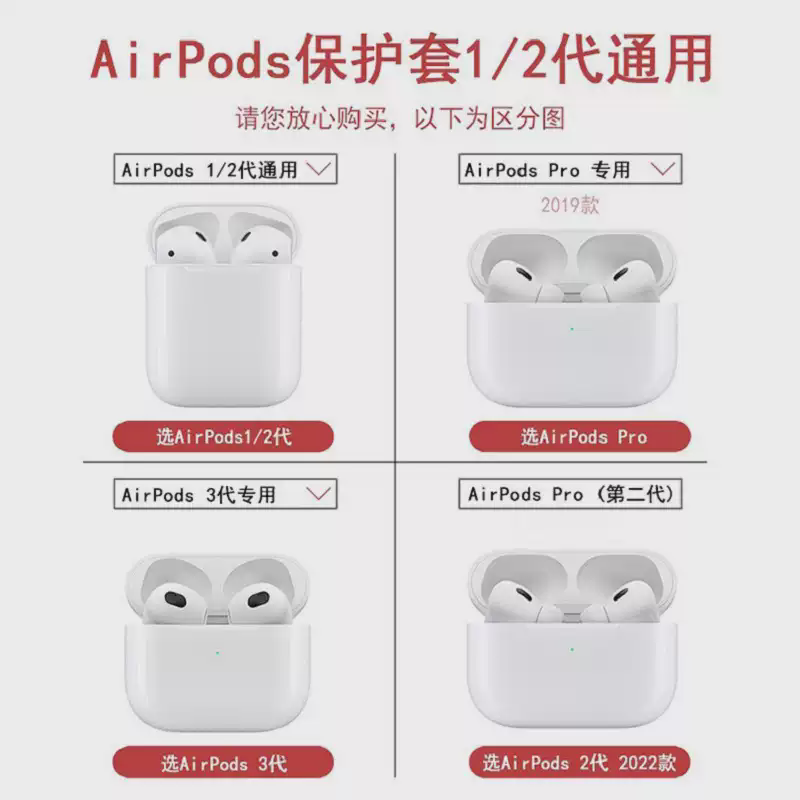 AirPods保护套1/2代通用
请您放心购买，以下为区分图
AirPods 1/2代通用
AirPods Pro 专用
2019款
选AirPods1/2代
选AirPods Pro
AirPods 3代专用
AirPods Pro (第二代)
选AirPods 3代
选AirPods 2代 2022款